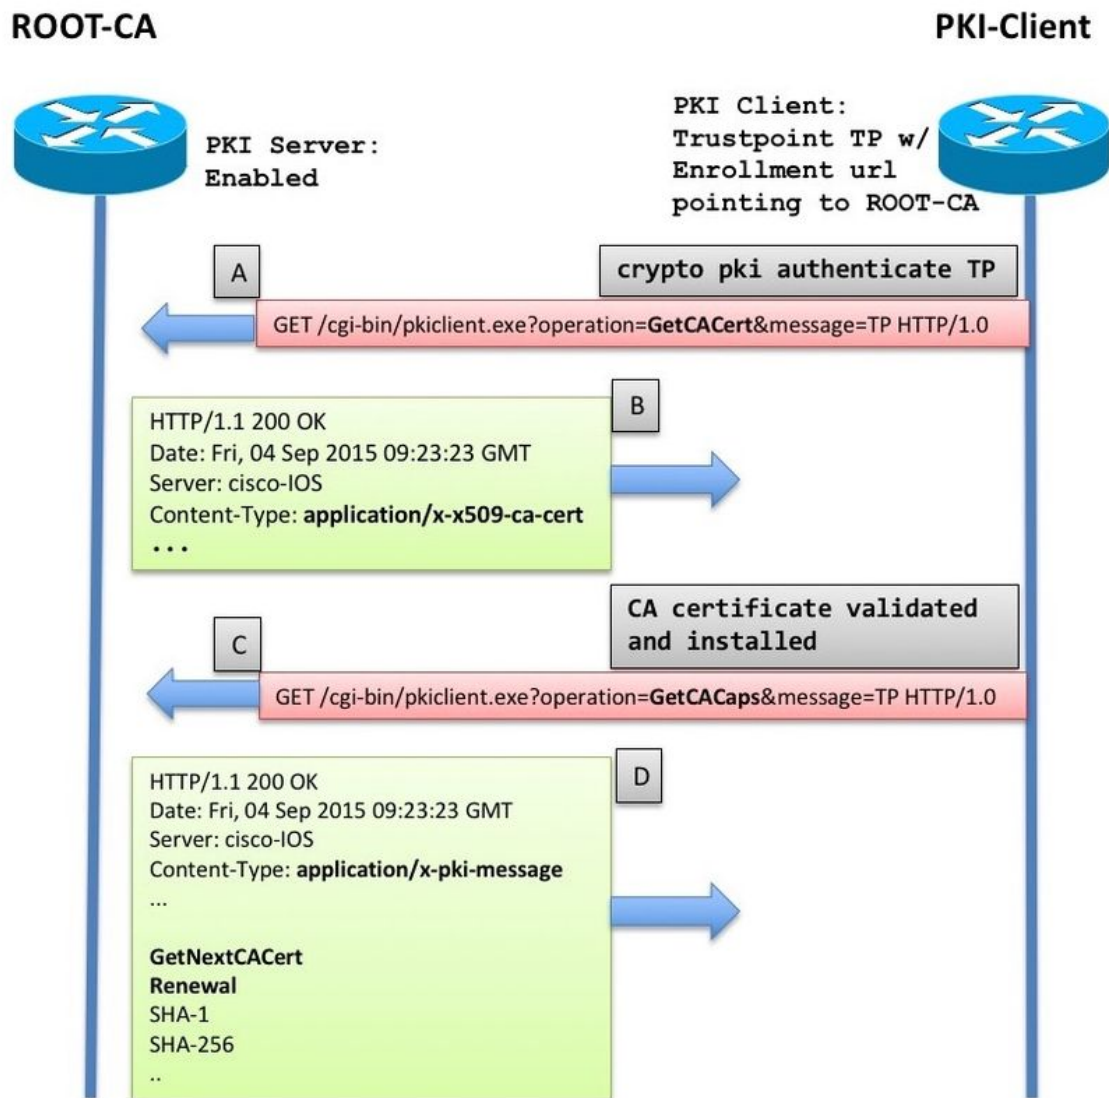 ROOT-CA
PKI-Client
PKI Server:
Enabled
PKI Client:
Trustpoint TP w/
Enrollment url
pointing to ROOT-CA
A
crypto pki authenticate TP
GET /cgi-bin/pkiclient.exe?operation=GetCACert&message=TP HTTP/1.0
B
HTTP/1.1 200 OK
Date: Fri, 04 Sep 2015 09:23:23 GMT
Server: cisco-IOS
Content-Type: application/x-x509-ca-cert
...
CA certificate validated
and installed
C
GET /cgi-bin/pkiclient.exe?operation=GetCACaps&message=TP HTTP/1.0
D
HTTP/1.1 200 OK
Date: Fri, 04 Sep 2015 09:23:23 GMT
Server: cisco-IOS
Content-Type: application/x-pki-message
...
GetNextCACert
Renewal
SHA-1
SHA-256
..